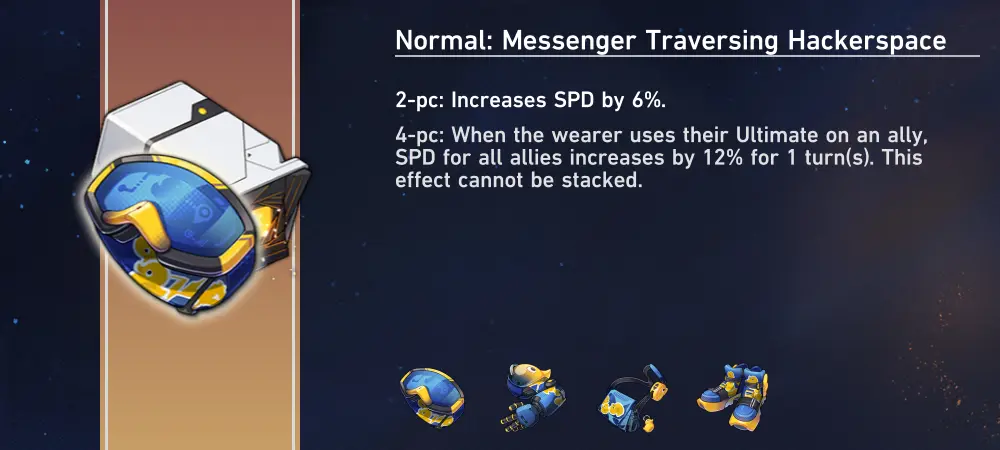 Normal: Messenger Traversing Hackerspace
2-pc: Increases SPD by 6%.
4-pc: When the wearer uses their Ultimate on an ally,
SPD for all allies increases by 12% for 1 turn(s). This
effect cannot be stacked.